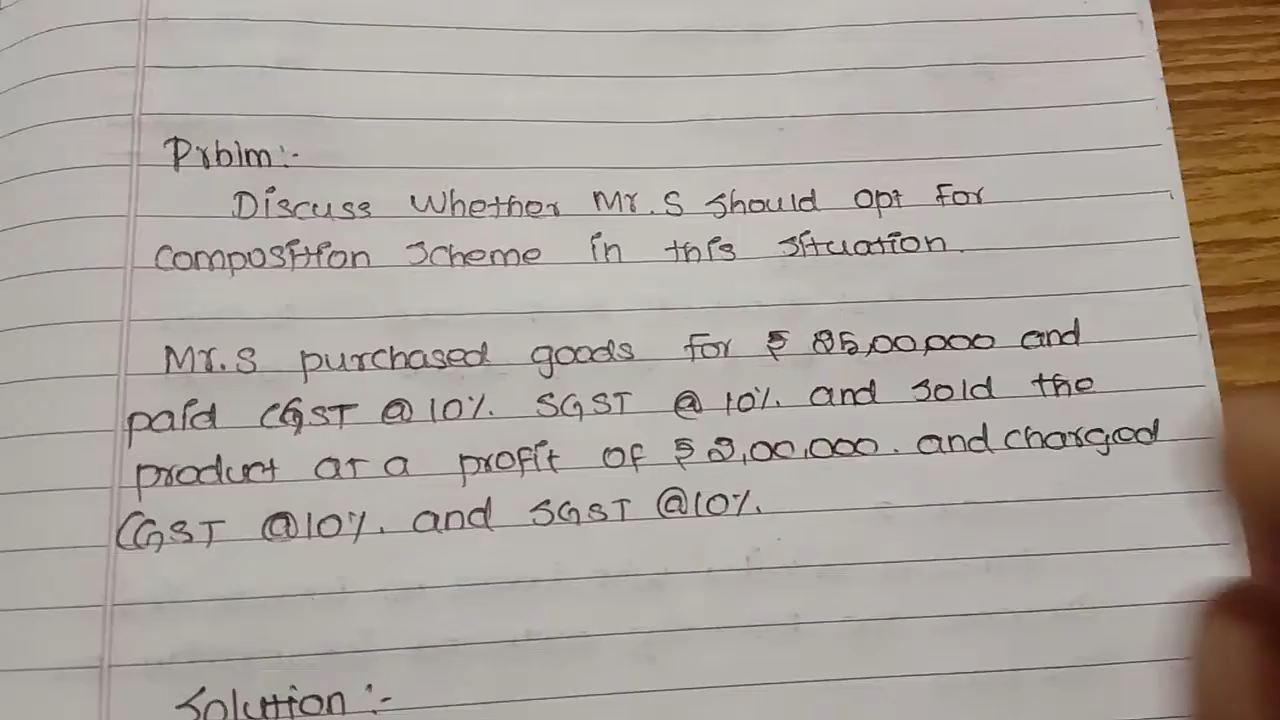 Prblm:-
Discuss Whether Mr.S Should opt For
composition Scheme in this situation.
Mr.S purchased goods for ₹ 85,00,000 and
paid CGST @ 10%. SGST @ 10%. and sold the
product at a profit of ₹ 2,00,000. and charged
CGST @10%. and SGST @10%.
Solution :-